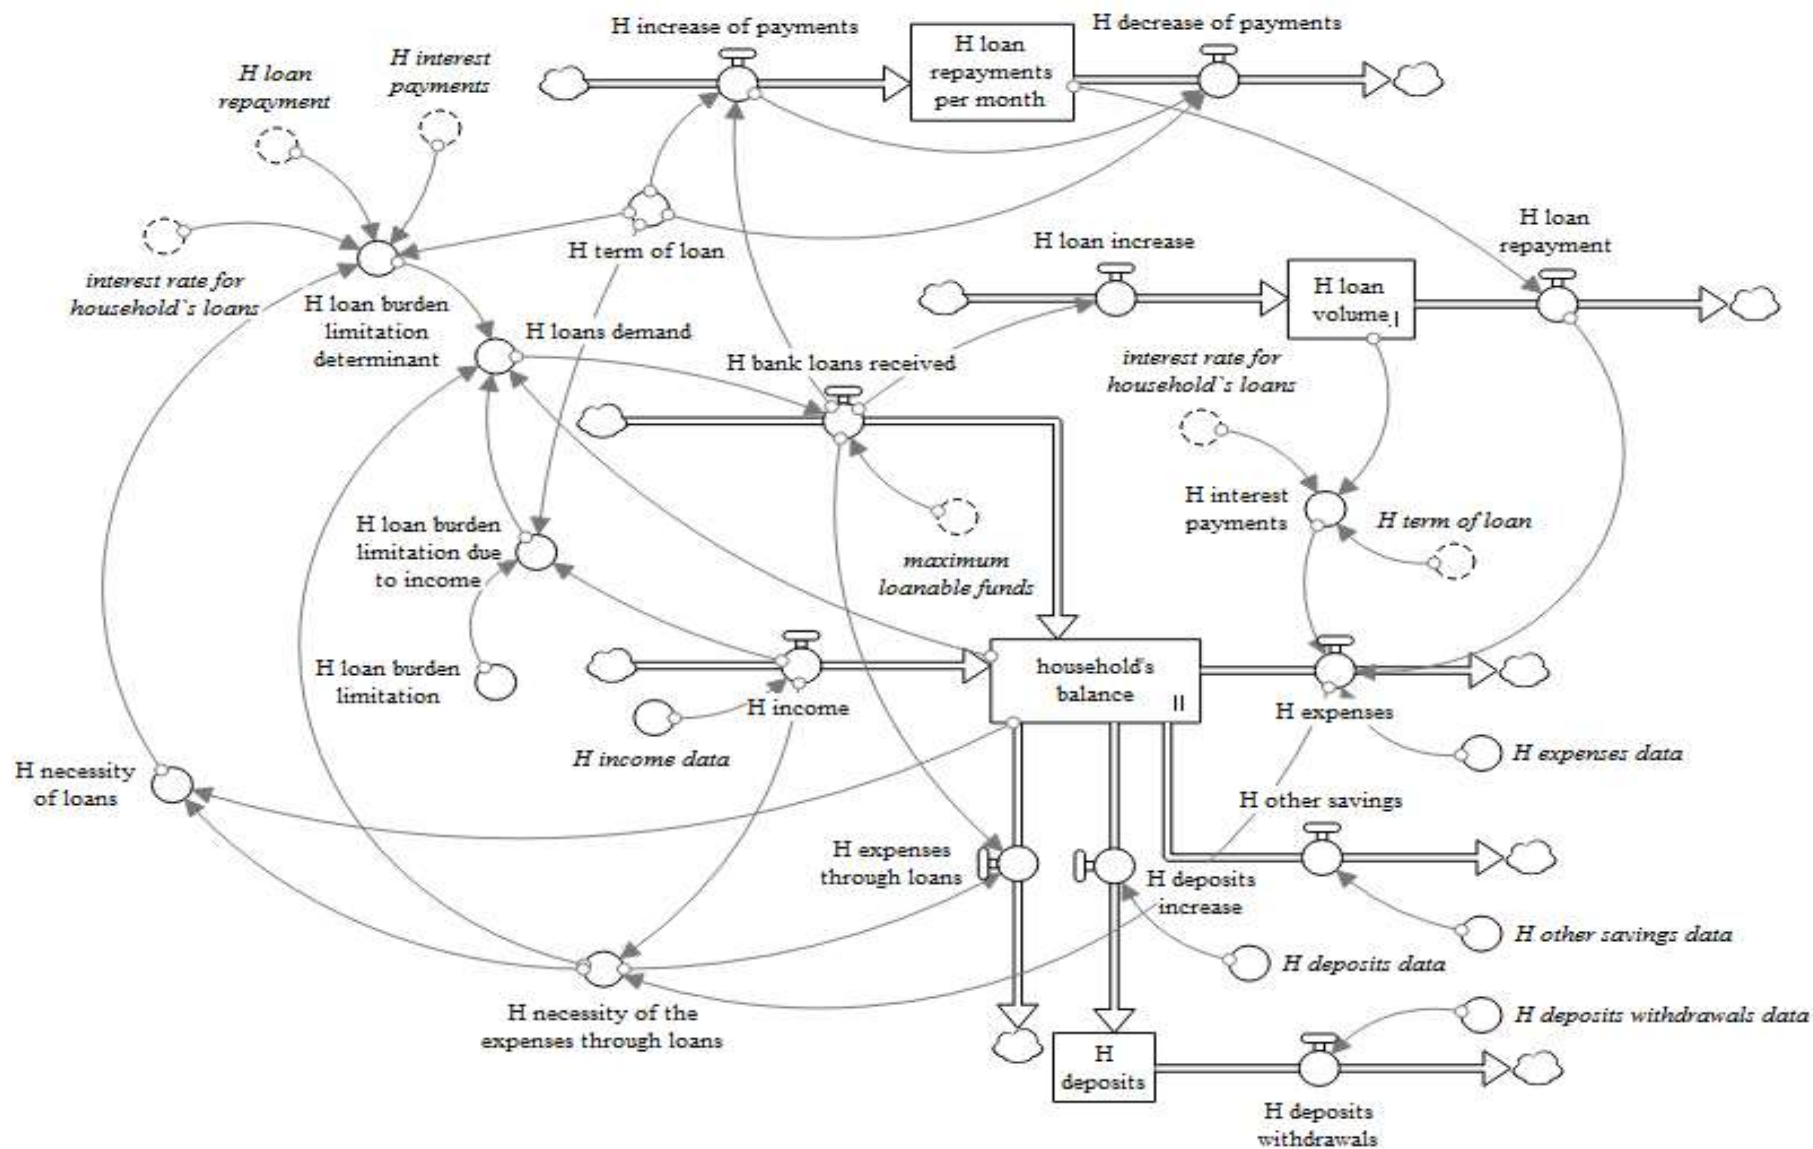 H increase of payments
H decrease of payments
H loan
repayments
per month
H loan
repayment
H interest
payments
H term of loan
H loan increase
H loan
repayment
interest rate for
household`s loans
H loan burden
limitation
determinant
H loans demand
H loan
volume
H bank loans received
interest rate for
household`s loans
H interest
payments
H term of loan
H loan burden
limitation due
to income
maximum
loanable funds
H loan burden
limitation
H income
H income data
household's
balance
II
H expenses
H expenses data
H necessity
of loans
H other savings
H expenses
through loans
H deposits
increase
H other savings data
H deposits data
H necessity of the
expenses through loans
H deposits withdrawals data
H
deposits
H deposits
withdrawals